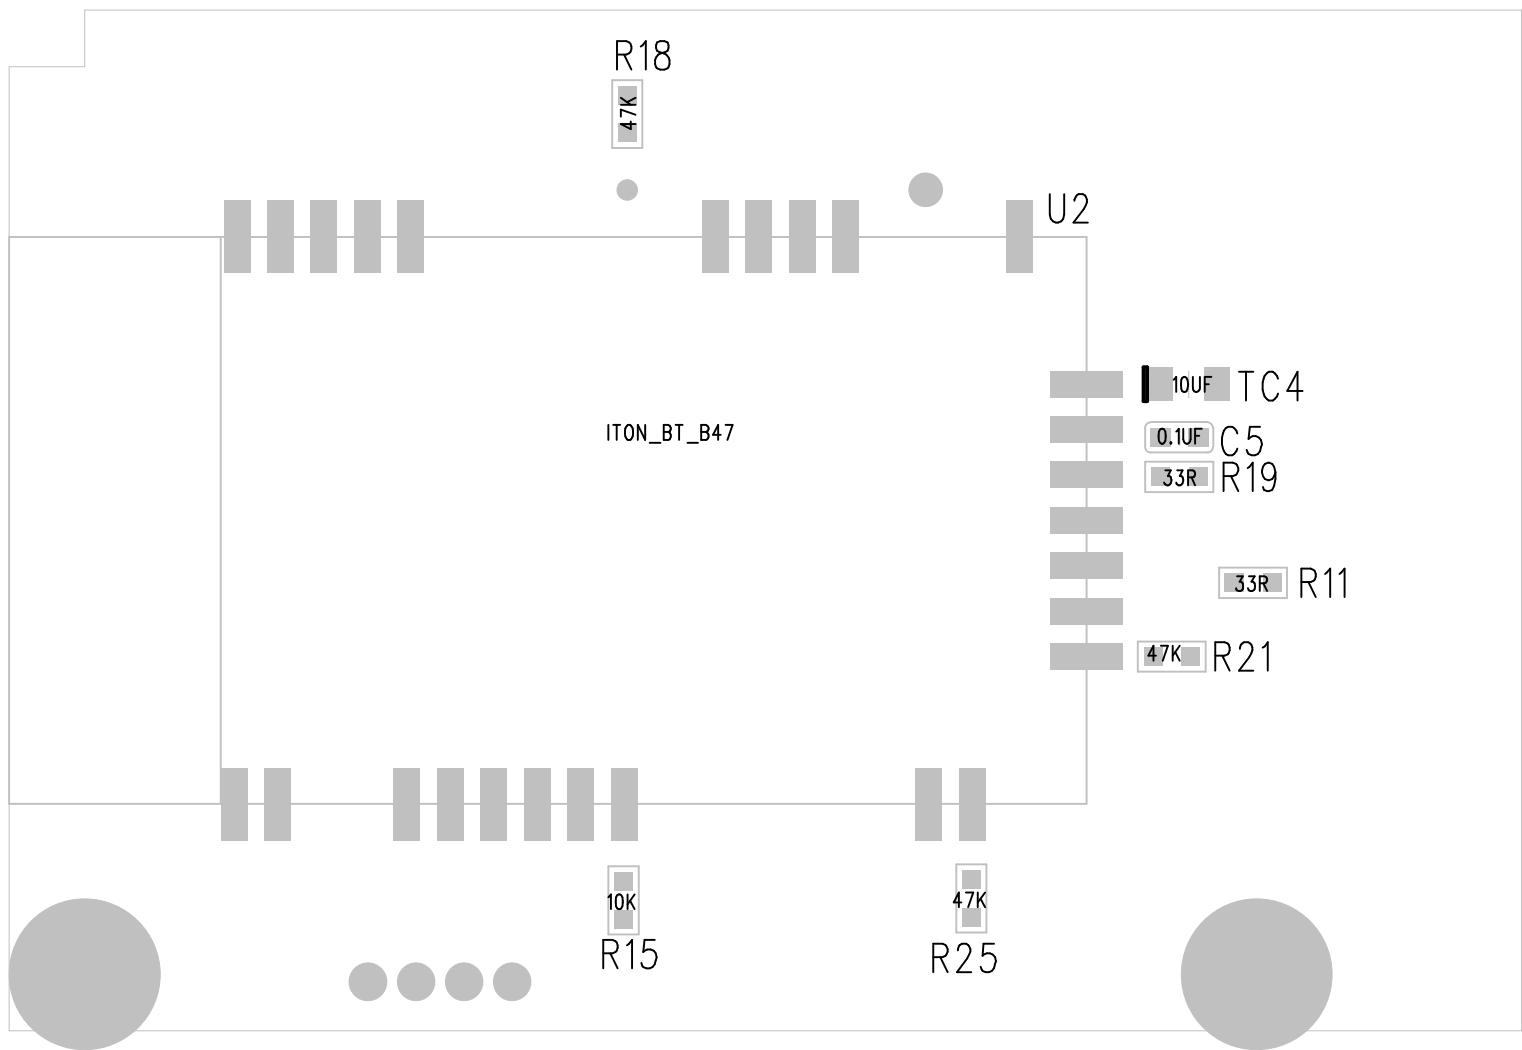 R18
47K
U2
10UF TC4
ITON_BT_B47
0.1UF C5
33R R19
33R R11
47K R21
10K
47K
R15
R25